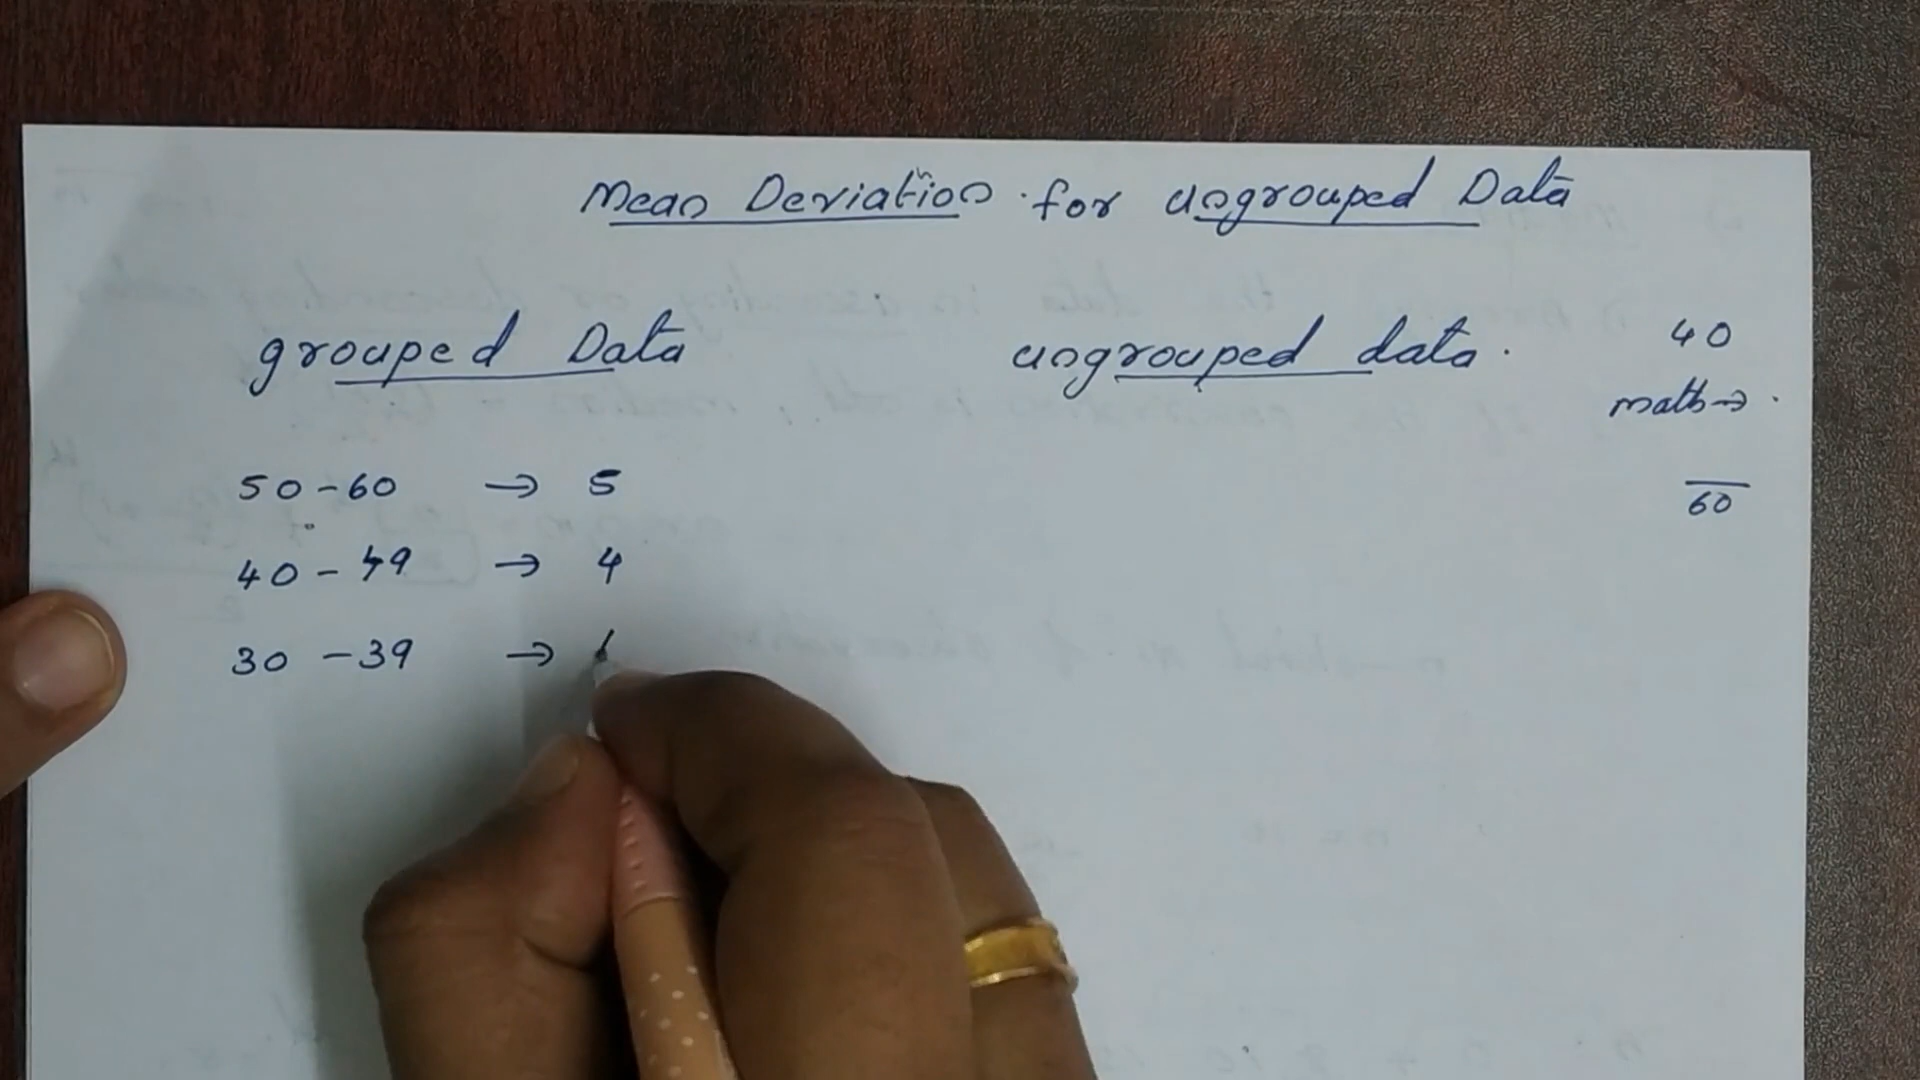 Mean Deviation for ungrouped Data
grouped Data
ungrouped data.
40
math →
60
50 - 60 → 5
40 - 49 → 4
30 - 39 →